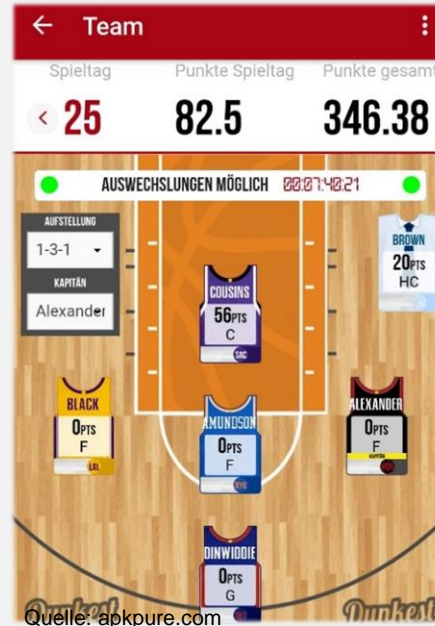 ← Team
Spieltag Punkte Spieltag Punkte gesamt
25 82.5 346.38
AUSWECHSLUNGEN MÖGLICH 00:07:40:21
AUFSTELLUNG
1-3-1
KAPITÄN
Alexander
BROWN
20PTS
HC
COUSINS
56PTS
C
SAC
BLACK
0PTS
F
LAL
AMUNDSON
0PTS
F
NYK
ALEXANDER
0PTS
F
KAPITÄN
DINWIDDIE
0PTS
G
Dunkest
Quelle: apkpure.com